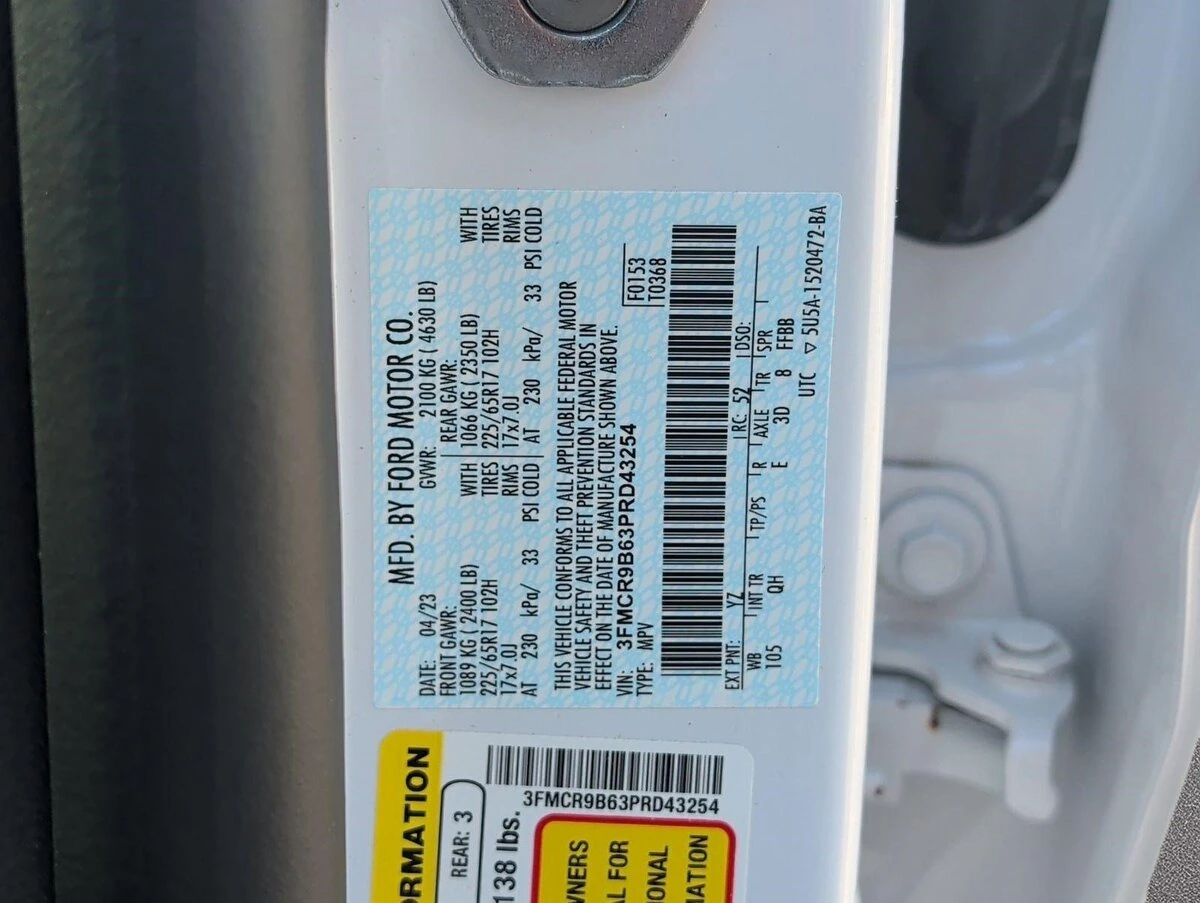 MFD. BY FORD MOTOR CO.
DATE: 04/23 GVWR: 2100 KG ( 4630 LB)
FRONT GAWR: REAR GAWR:
1089 KG ( 2400 LB) WITH 1066 KG ( 2350 LB) WITH
225/65R17 102H TIRES 225/65R17 102H TIRES
17x7.0J RIMS 17x7.0J RIMS
AT 230 kPa/ 33 PSI COLD AT 230 kPa/ 33 PSI COLD
THIS VEHICLE CONFORMS TO ALL APPLICABLE FEDERAL MOTOR
VEHICLE SAFETY AND THEFT PREVENTION STANDARDS IN
EFFECT ON THE DATE OF MANUFACTURE SHOWN ABOVE.
VIN: 3FMCR9B63PRD43254 F0153
TYPE: MPV T0368
EXT PNT: YZ RC: 52 DSO:
WB INT TR TP/PS R AXLE TR SPR
105 QH E 3D 8 FFBB
UTC ▽ 5U5A-1520472-BA
ORMATION
REAR: 3
138 lbs.
3FMCR9B63PRD43254
WNERS
AL FOR
IONAL
MATION